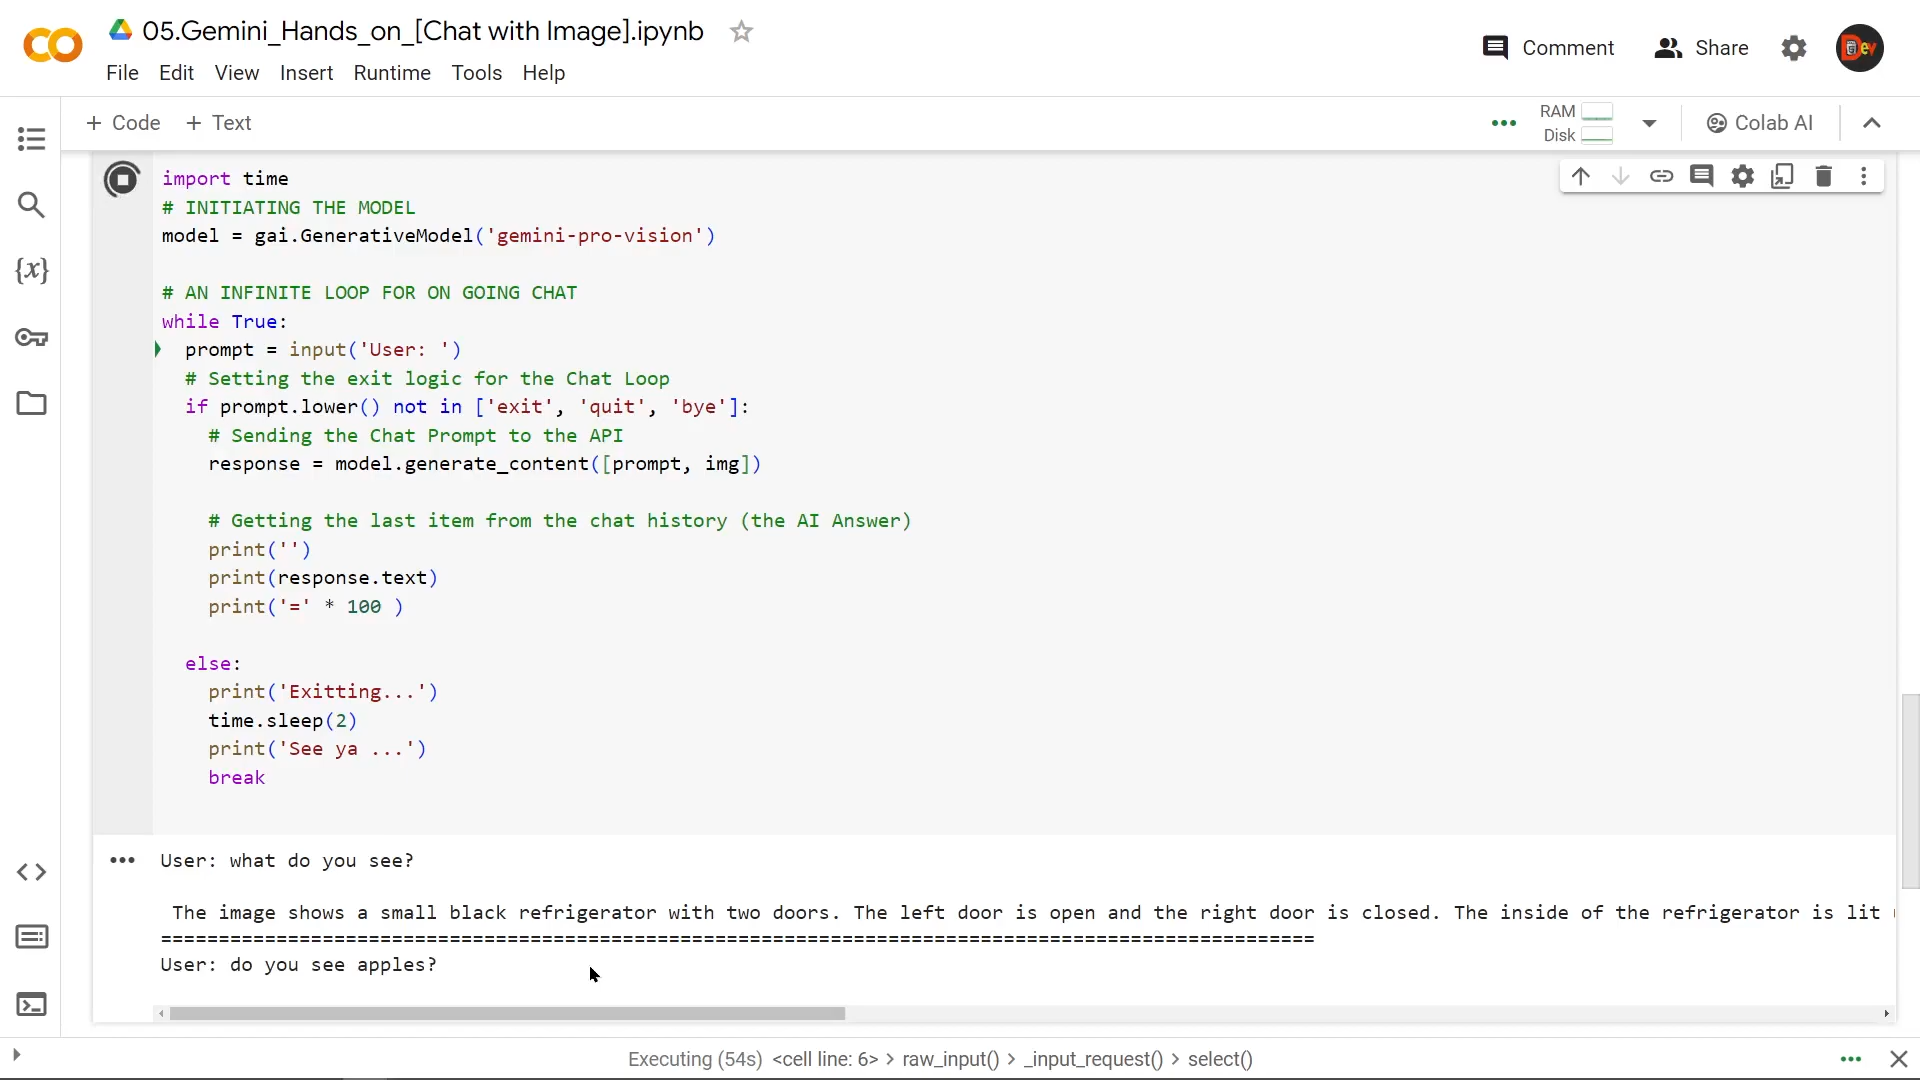 05.Gemini_Hands_on_[Chat with Image].ipynb
Comment
Share
Dev
File Edit View Insert Runtime Tools Help
+ Code + Text
RAM
Disk
Colab AI
{x}
import time
# INITIATING THE MODEL
model = gai.GenerativeModel('gemini-pro-vision')
# AN INFINITE LOOP FOR ON GOING CHAT
while True:
prompt = input('User: ')
# Setting the exit logic for the Chat Loop
if prompt.lower() not in ['exit', 'quit', 'bye']:
# Sending the Chat Prompt to the API
response = model.generate_content([prompt, img])
# Getting the last item from the chat history (the AI Answer)
print('')
print(response.text)
print('=' * 100 )
else:
print('Exitting...')
time.sleep(2)
print('See ya ...')
break
User: what do you see?
The image shows a small black refrigerator with two doors. The left door is open and the right door is closed. The inside of the refrigerator is lit
====================================================================================================
User: do you see apples?
Executing (54s) <cell line: 6> > raw_input() > _input_request() > select()